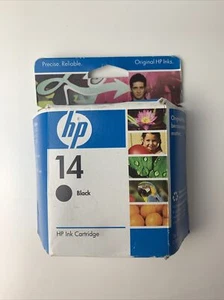 Precise. Reliable.
Original HP Inks.
hp
14
Black
HP Ink Cartridge